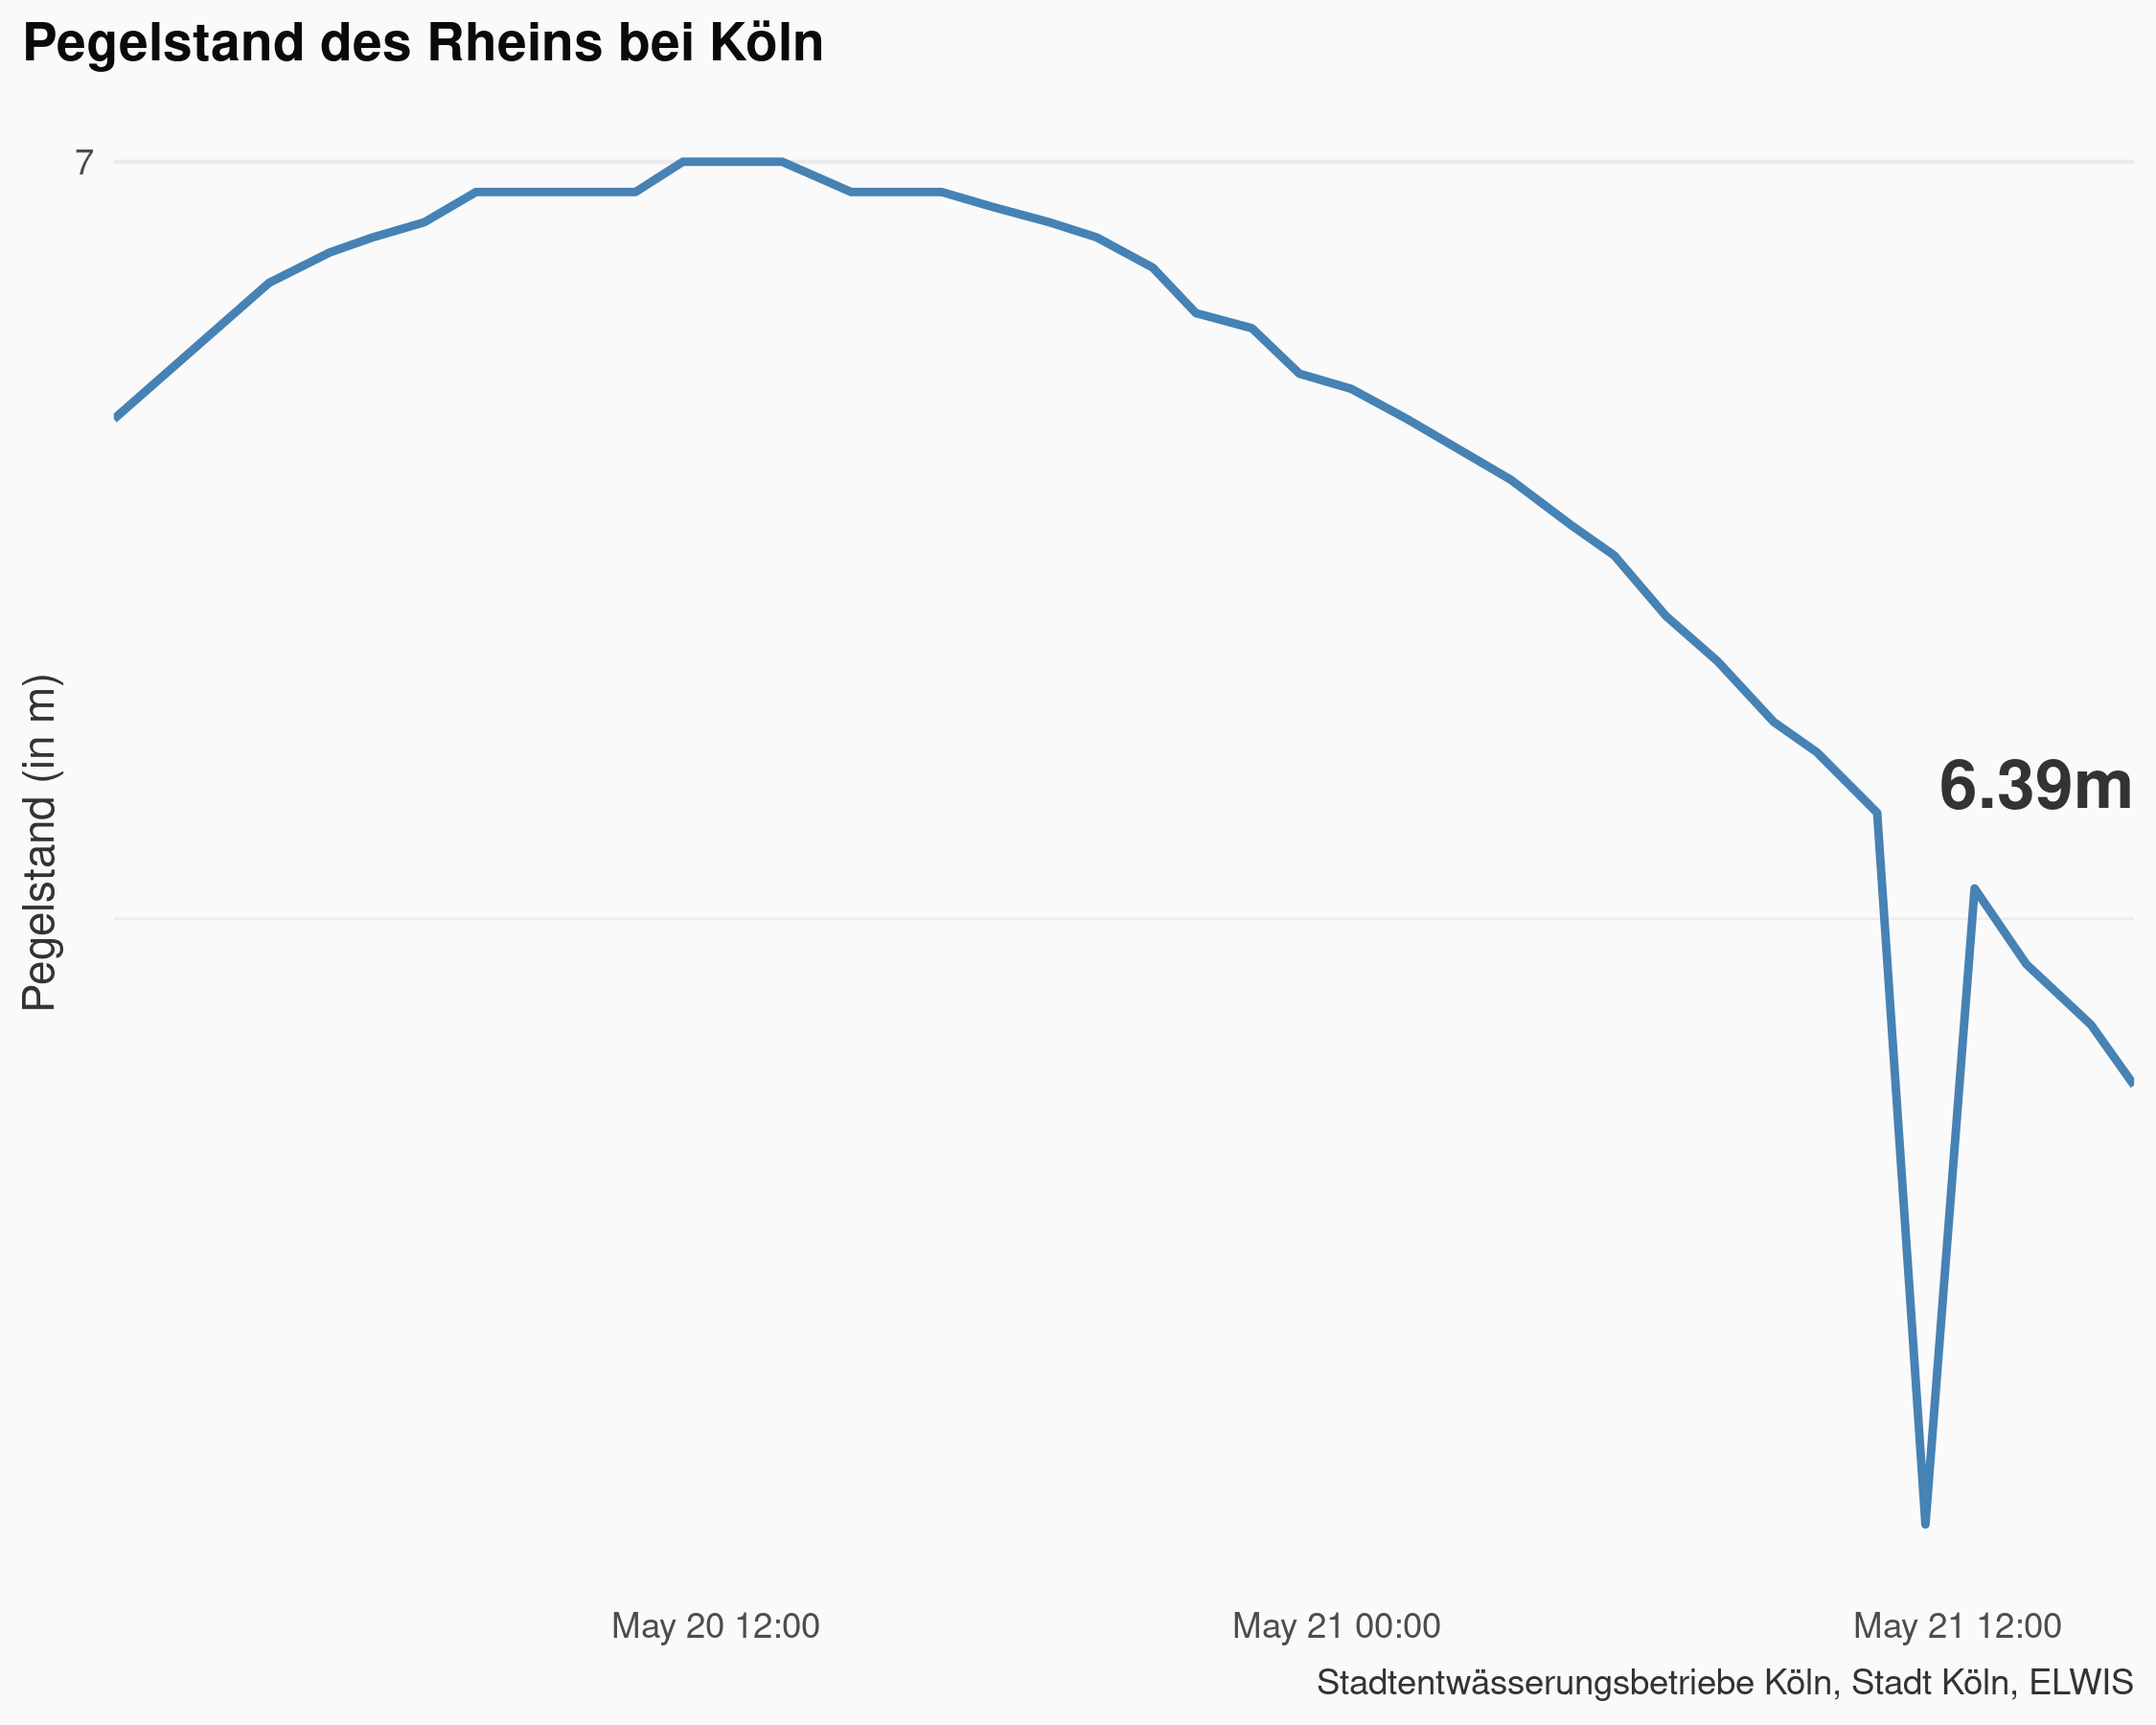 Pegelstand des Rheins bei Köln
7
Pegelstand (in m)
6.39m
May 20 12:00
May 21 00:00
May 21 12:00
Stadtentwässerungsbetriebe Köln, Stadt Köln, ELWIS